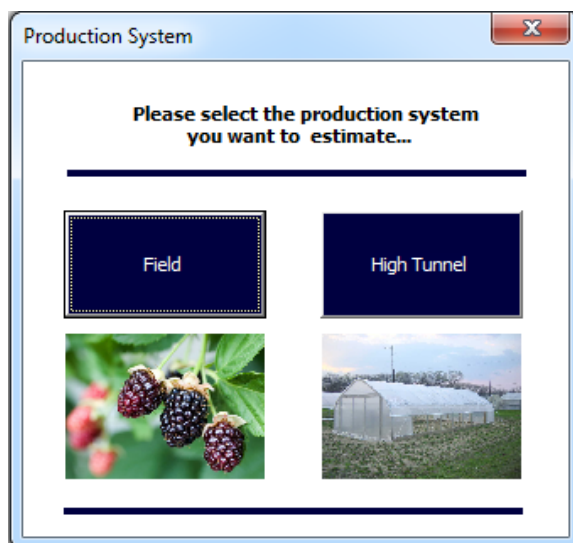 Production System
Please select the production system
you want to estimate...
Field
High Tunnel